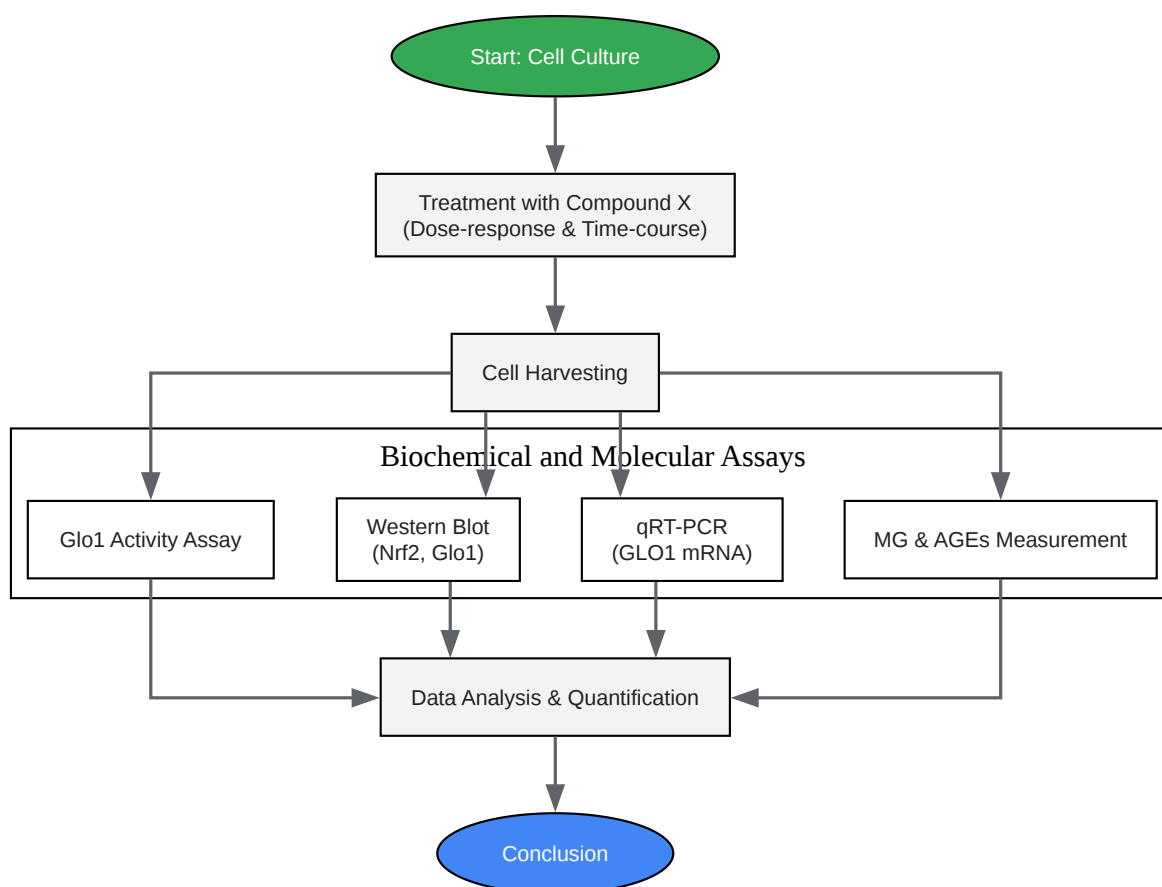 Start: Cell Culture
Treatment with Compound X
(Dose-response & Time-course)
Cell Harvesting
Biochemical and Molecular Assays
Glo1 Activity Assay
Western Blot
(Nrf2, Glo1)
qRT-PCR
(GLO1 mRNA)
MG & AGEs Measurement
Data Analysis & Quantification
Conclusion